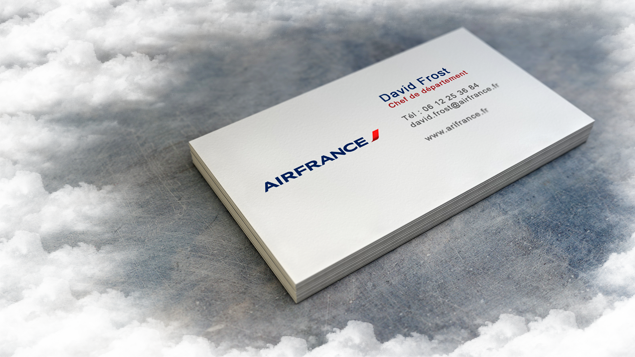 David Frost
Chef de département
Tél : 06 12 25 36 84
david.frost@airfrance.fr
www.arifrance.fr
AIRFRANCE